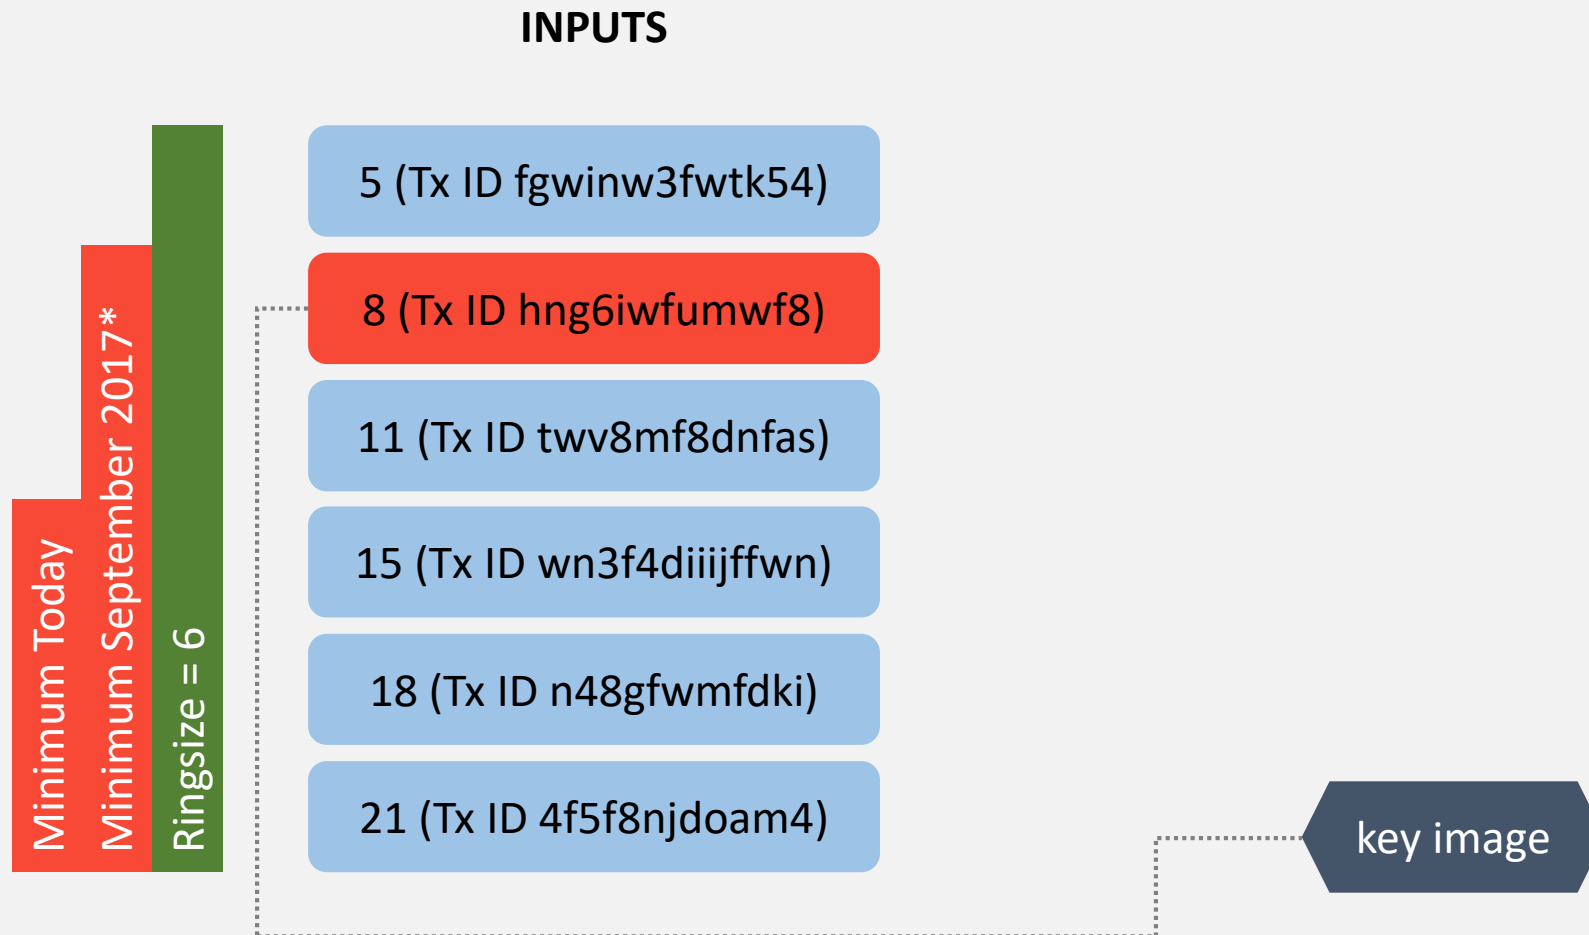 INPUTS
Minimum Today
Minimum September 2017*
Ringsize = 6
5 (Tx ID fgwinw3fwtk54)
8 (Tx ID hng6iwfumwf8)
11 (Tx ID twv8mf8dnfas)
15 (Tx ID wn3f4diiijffwn)
18 (Tx ID n48gfwmfdki)
21 (Tx ID 4f5f8njdoam4)
key image